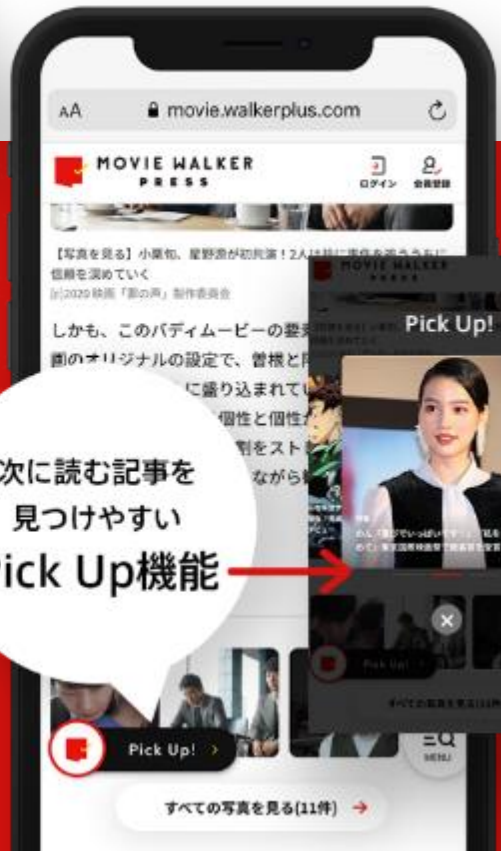 AA
movie.walkerplus.com
MOVIE WALKER
PRESS
ログイン
会員登録
【写真を見る】小栗旬、星野源が初共演！2人は共に事件を追ううちに
信頼を深めていく
[c]2020 映画「罪の声」製作委員会
しかも、このバディムービーの要
画のオリジナルの設定で、曽根と
に盛り込まれてい
個性と個性
割をスト
ながら
次に読む記事を
見つけやすい
Pick Up機能
MOVIE WALKER
PRESS
Pick Up!
Pick Up!
Pick Up!
MENU
すべての写真を見る(11件)